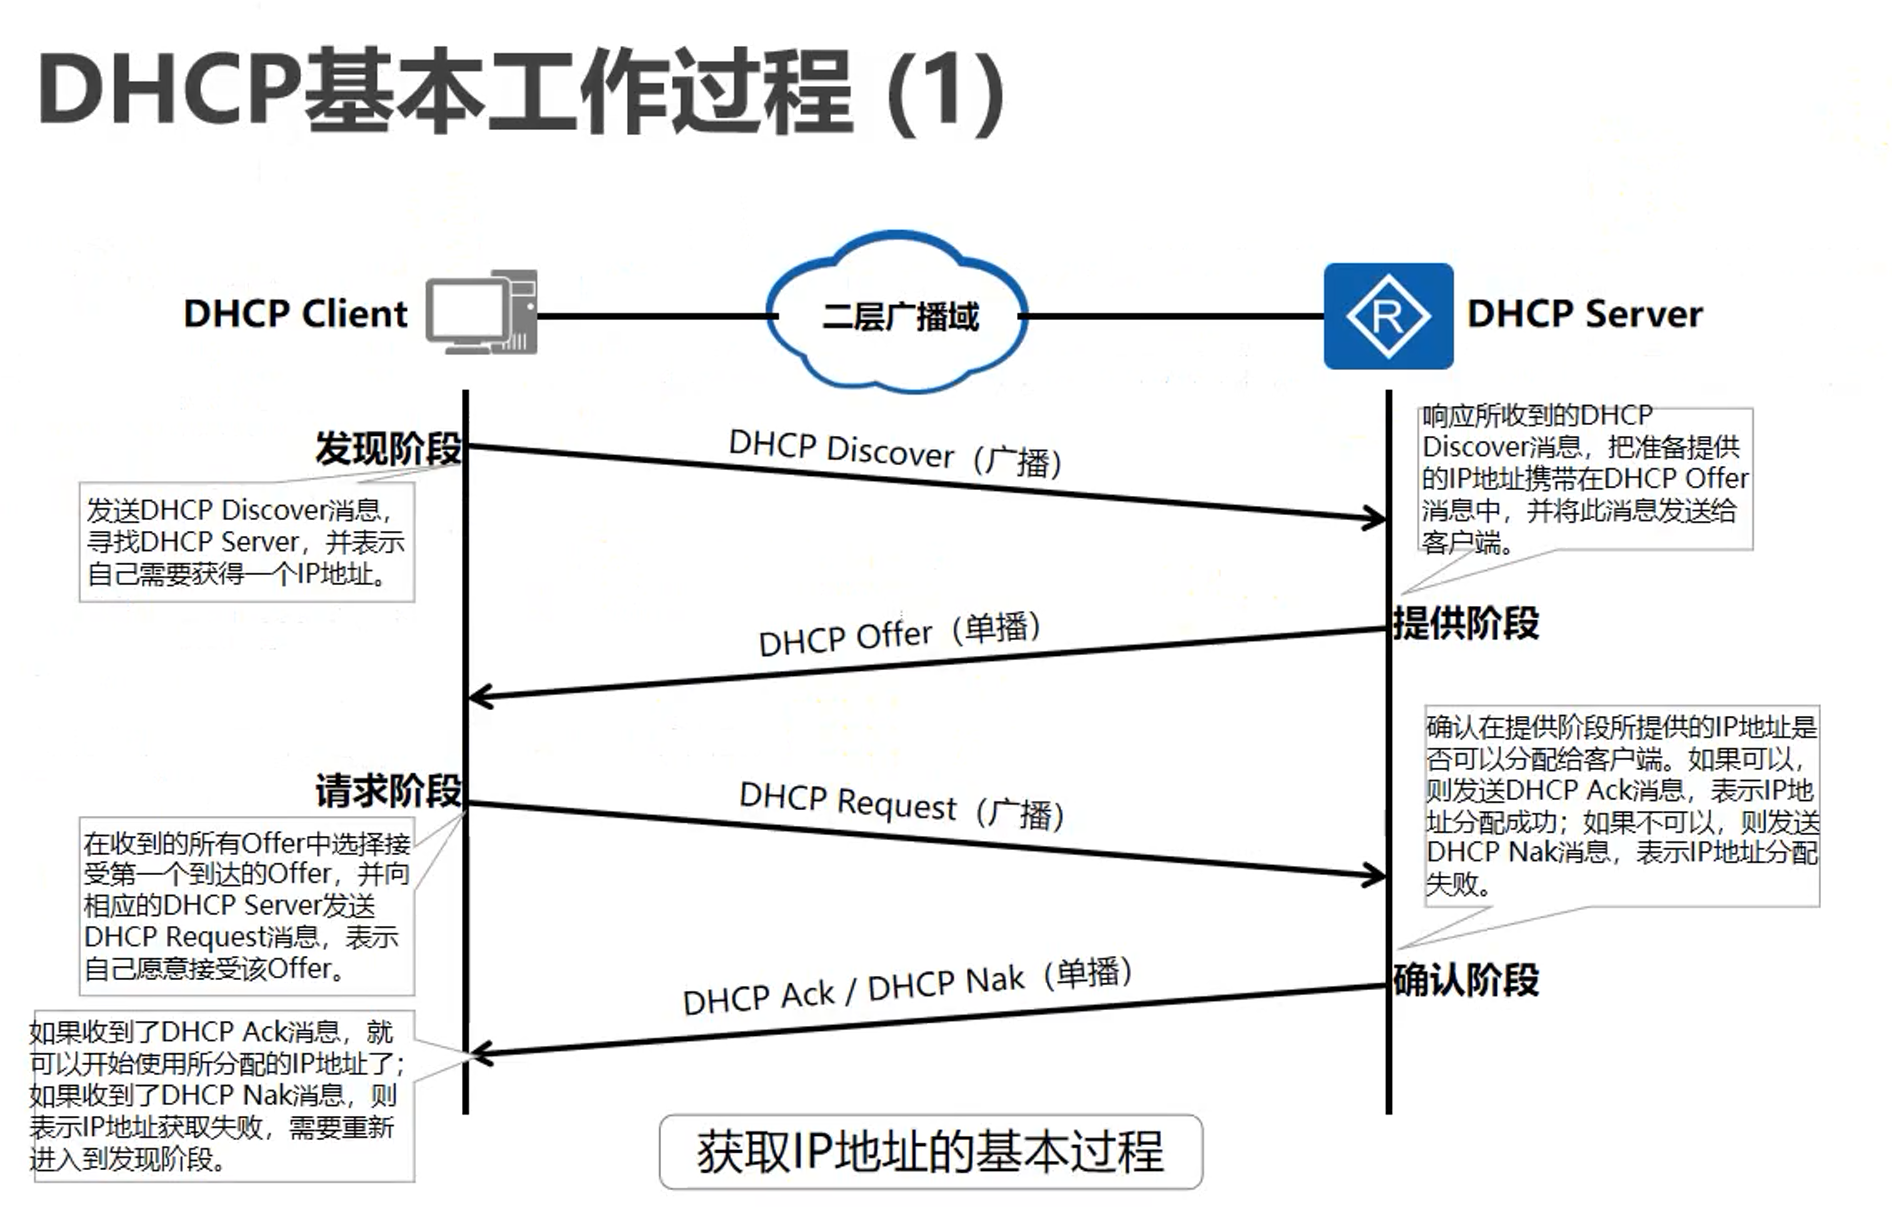 DHCP基本工作过程 (1)
DHCP Client
二层广播域
R
DHCP Server
发现阶段
DHCP Discover（广播）
发送DHCP Discover消息，
寻找DHCP Server，并表示
自己需要获得一个IP地址。
响应所收到的DHCP
Discover消息，把准备提供
的IP地址携带在DHCP Offer
消息中，并将此消息发送给
客户端。
DHCP Offer（单播）
提供阶段
请求阶段
DHCP Request（广播）
在收到的所有Offer中选择接
受第一个到达的Offer，并向
相应的DHCP Server发送
DHCP Request消息，表示
自己愿意接受该Offer。
确认在提供阶段所提供的IP地址是
否可以分配给客户端。如果可以，
则发送DHCP Ack消息，表示IP地
址分配成功；如果不可以，则发送
DHCP Nak消息，表示IP地址分配
失败。
DHCP Ack / DHCP Nak（单播）
确认阶段
如果收到了DHCP Ack消息，就
可以开始使用所分配的IP地址了；
如果收到了DHCP Nak消息，则
表示IP地址获取失败，需要重新
进入到发现阶段。
获取IP地址的基本过程